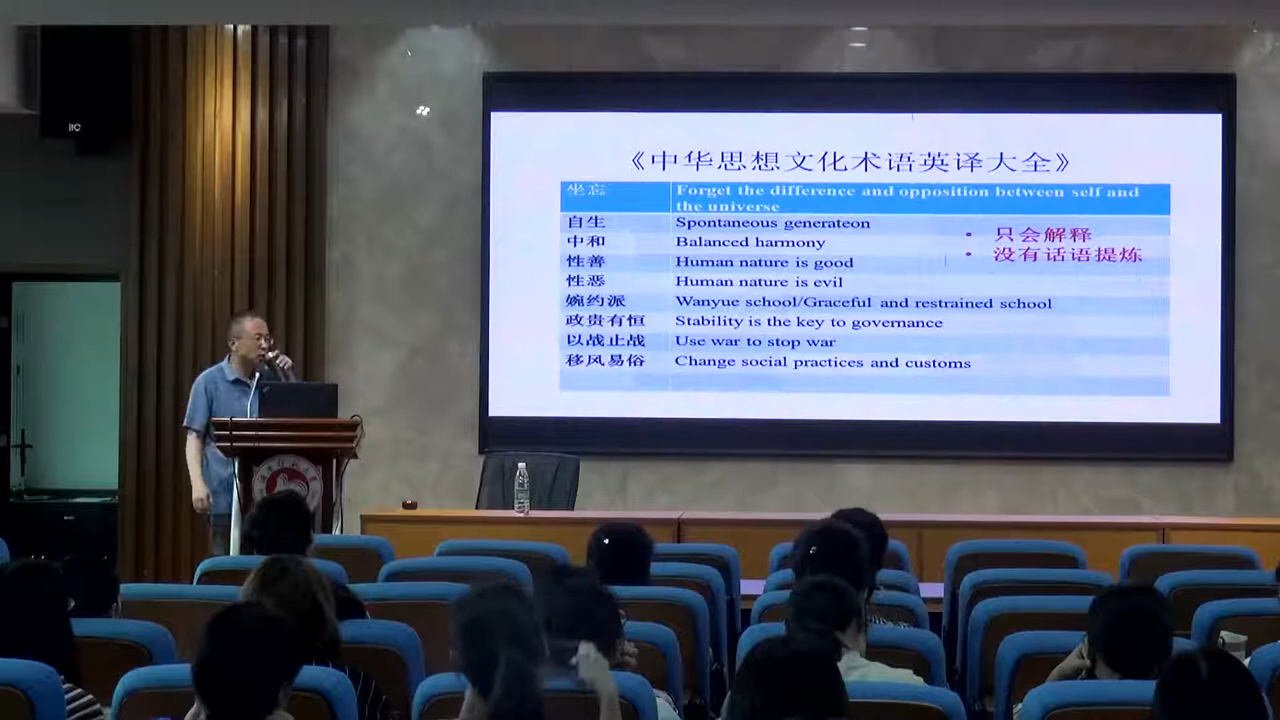 《中华思想文化术语英译大全》
坐忘 Forget the difference and opposition between self and
the universe
自生 Spontaneous generateon
中和 Balanced harmony
• 只会解释
• 没有话语提炼
性善 Human nature is good
性恶 Human nature is evil
婉约派 Wanyue school/Graceful and restrained school
政贵有恒 Stability is the key to governance
以战止战 Use war to stop war
移风易俗 Change social practices and customs
itc